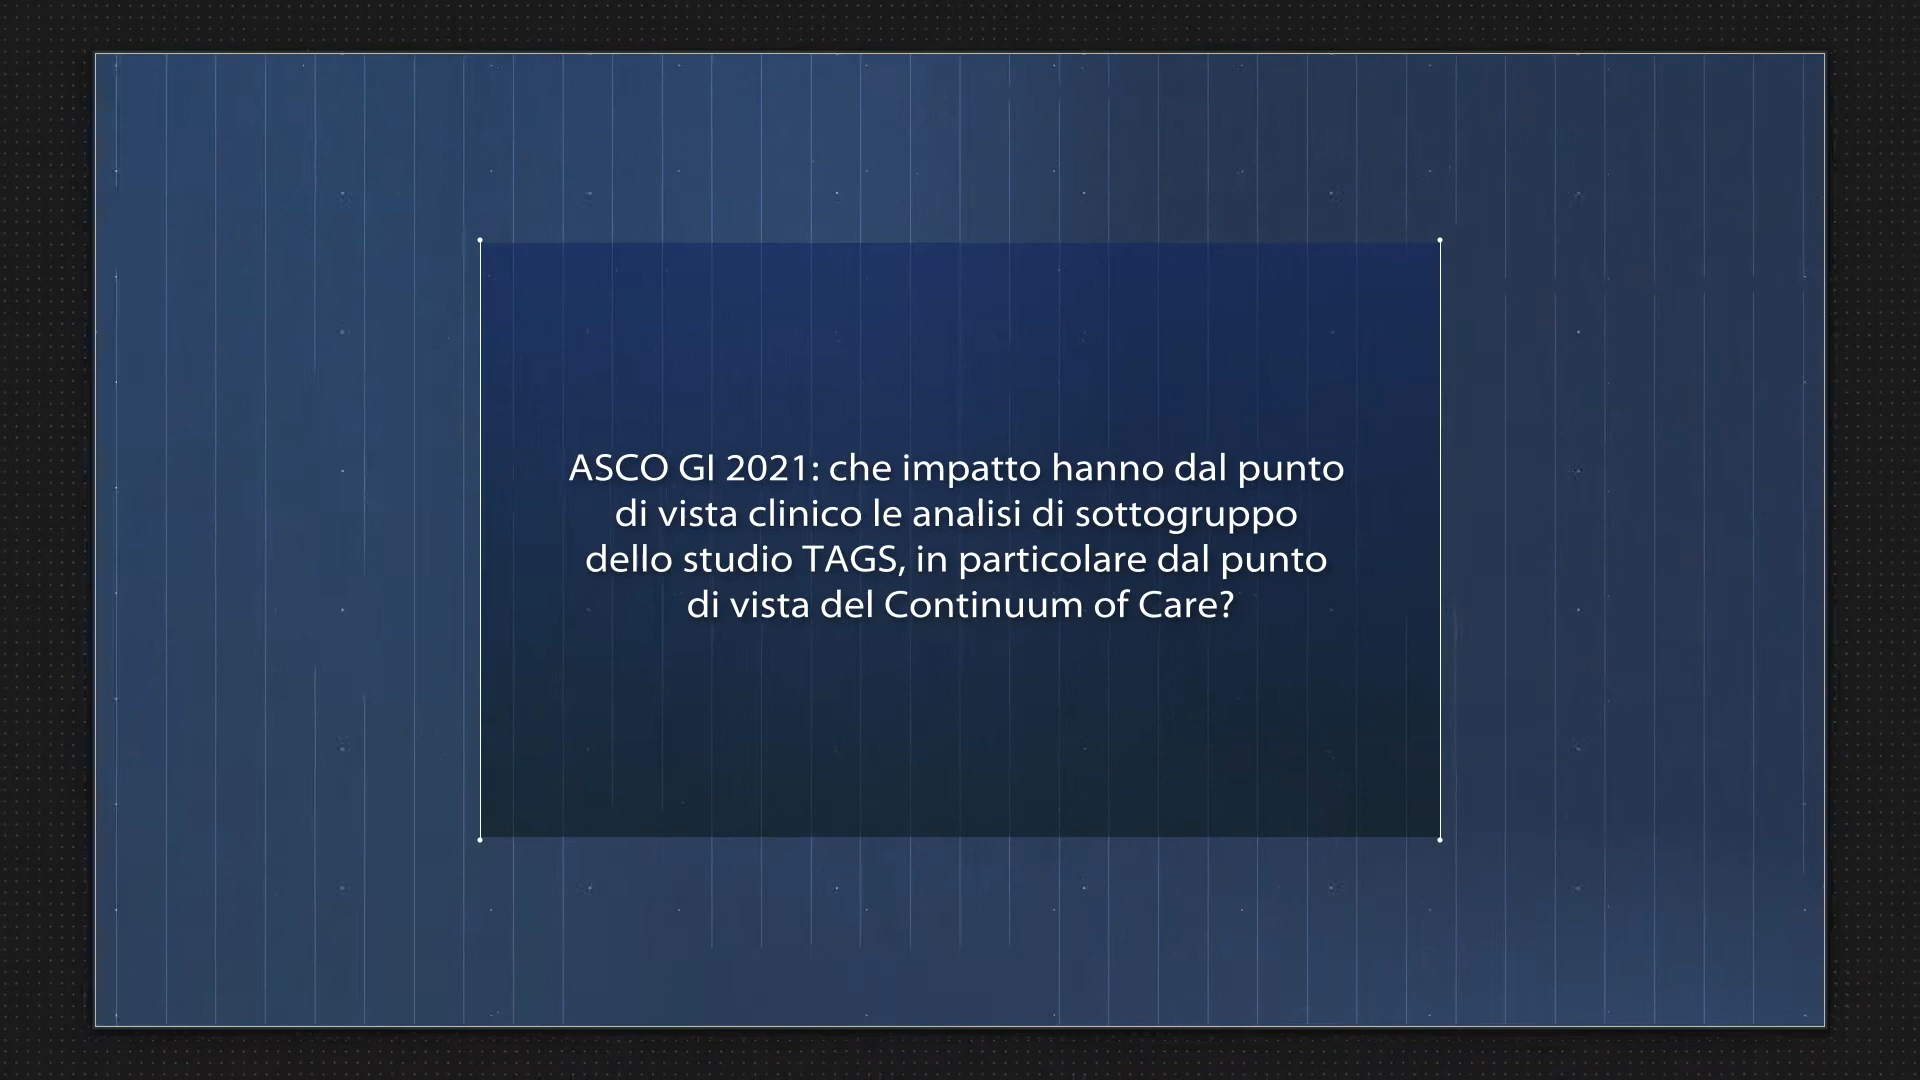 ASCO GI 2021: che impatto hanno dal punto
di vista clinico le analisi di sottogruppo
dello studio TAGS, in particolare dal punto
di vista del Continuum of Care?